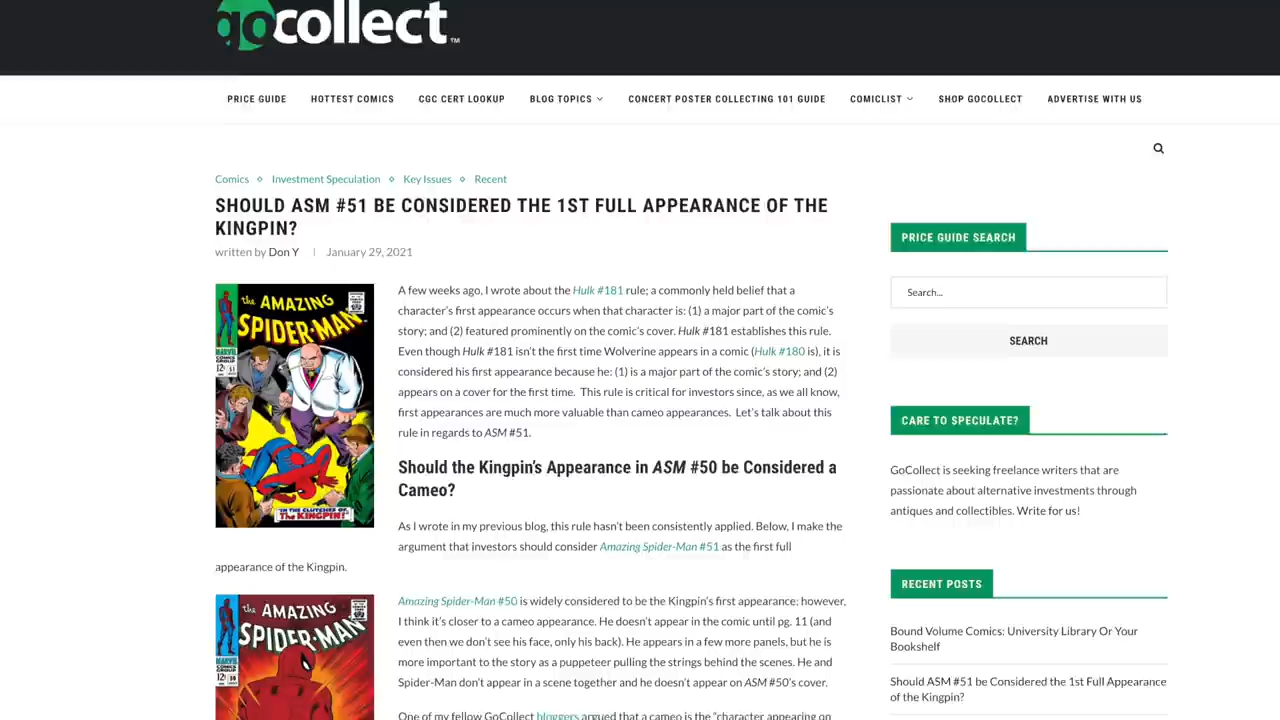 gocollect™
PRICE GUIDE HOTTEST COMICS CGC CERT LOOKUP BLOG TOPICS CONCERT POSTER COLLECTING 101 GUIDE COMICLIST SHOP GOCOLLECT ADVERTISE WITH US
Comics ◇ Investment Speculation ◇ Key Issues ◇ Recent
SHOULD ASM #51 BE CONSIDERED THE 1ST FULL APPEARANCE OF THE
KINGPIN?
written by Don Y | January 29, 2021
the AMAZING
SPIDER-MAN
MARVEL
COMICS
GROUP
12¢ 51
"IN THE CLUTCHES OF...
The KINGPIN!"
A few weeks ago, I wrote about the Hulk #181 rule; a commonly held belief that a
character's first appearance occurs when that character is: (1) a major part of the comic's
story; and (2) featured prominently on the comic's cover. Hulk #181 establishes this rule.
Even though Hulk #181 isn't the first time Wolverine appears in a comic (Hulk #180 is), it is
considered his first appearance because he: (1) is a major part of the comic's story; and (2)
appears on a cover for the first time. This rule is critical for investors since, as we all know,
first appearances are much more valuable than cameo appearances. Let's talk about this
rule in regards to ASM #51.
Should the Kingpin's Appearance in ASM #50 be Considered a
Cameo?
As I wrote in my previous blog, this rule hasn't been consistently applied. Below, I make the
argument that investors should consider Amazing Spider-Man #51 as the first full
appearance of the Kingpin.
the AMAZING
SPIDER-MAN
MARVEL
COMICS
GROUP
12¢ 50
Amazing Spider-Man #50 is widely considered to be the Kingpin's first appearance; however,
I think it's closer to a cameo appearance. He doesn't appear in the comic until pg. 11 (and
even then we don't see his face, only his back). He appears in a few more panels, but he is
more important to the story as a puppeteer pulling the strings behind the scenes. He and
Spider-Man don't appear in a scene together and he doesn't appear on ASM #50's cover.
One of my fellow GoCollect bloggers argued that a cameo is the "character appearing on
PRICE GUIDE SEARCH
Search...
SEARCH
CARE TO SPECULATE?
GoCollect is seeking freelance writers that are
passionate about alternative investments through
antiques and collectibles. Write for us!
RECENT POSTS
Bound Volume Comics: University Library Or Your
Bookshelf
Should ASM #51 be Considered the 1st Full Appearance
of the Kingpin?